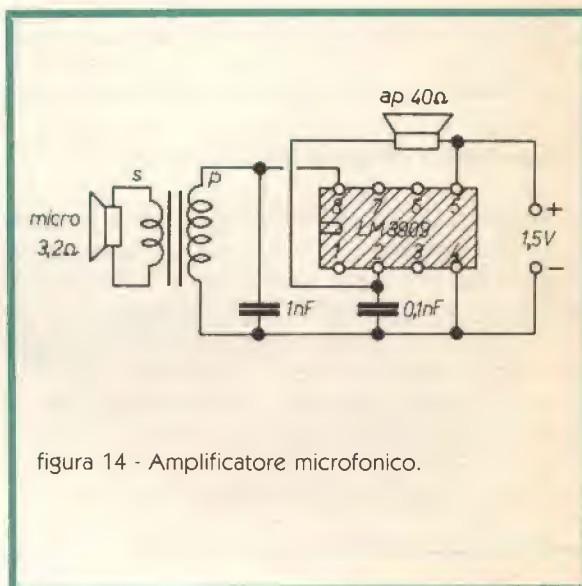 ap 40Ω
s
p
micro
3,2Ω
8 7 6 5
LM3909
1 2 3 4
+
1,5V
−
1nF
0,1nF
figura 14 - Amplificatore microfonico.